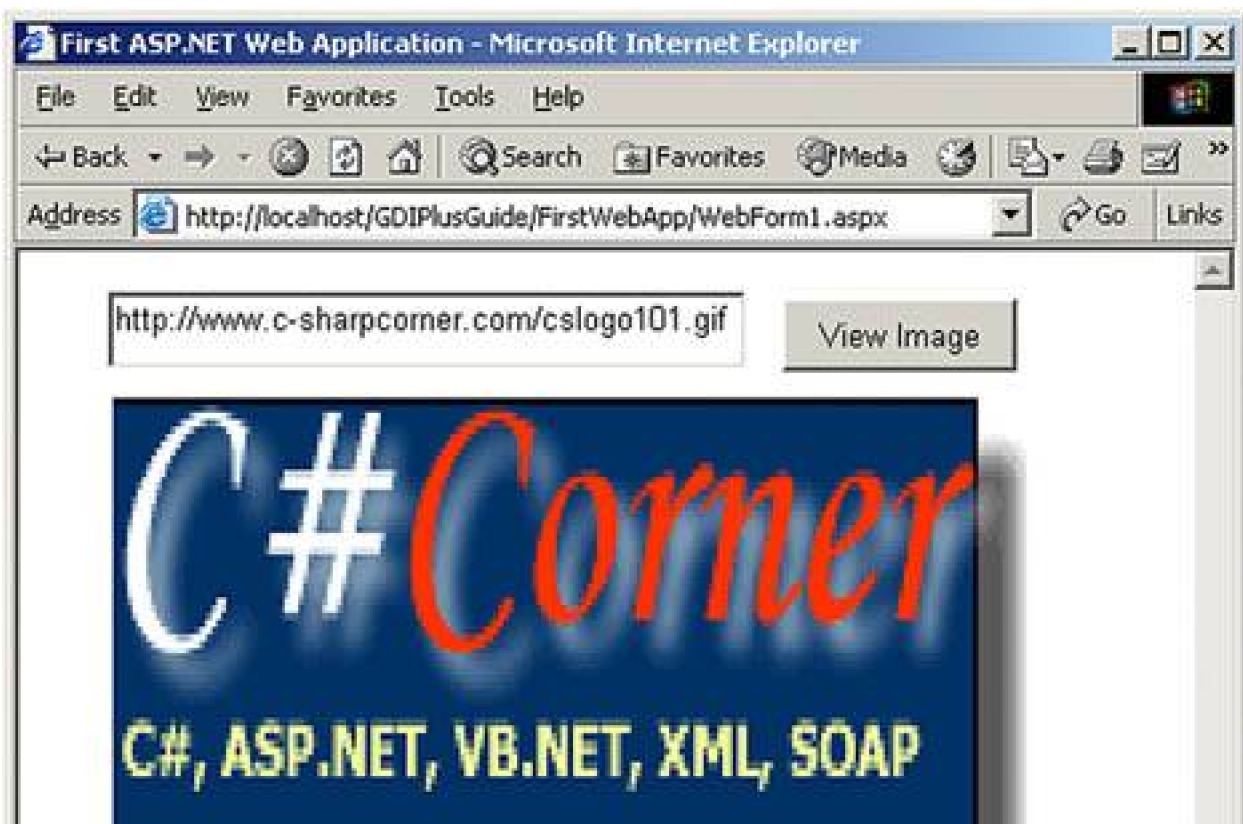 First ASP.NET Web Application - Microsoft Internet Explorer
File Edit View Favorites Tools Help
Back Search Favorites Media »
Address http://localhost/GDIPlusGuide/FirstWebApp/WebForm1.aspx Go Links
http://www.c-sharpcorner.com/cslogo101.gif View Image
C# Corner
C#, ASP.NET, VB.NET, XML, SOAP